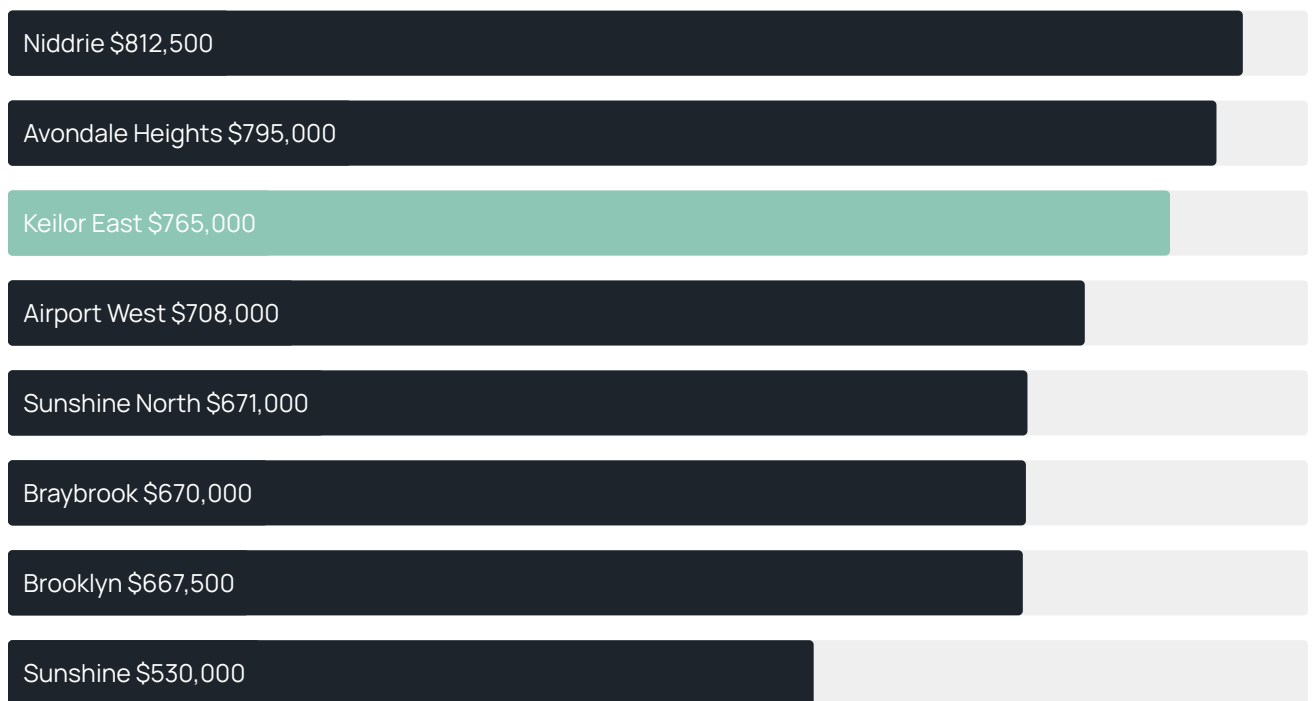 Niddrie $812,500
Avondale Heights $795,000
Keilor East $765,000
Airport West $708,000
Sunshine North $671,000
Braybrook $670,000
Brooklyn $667,500
Sunshine $530,000